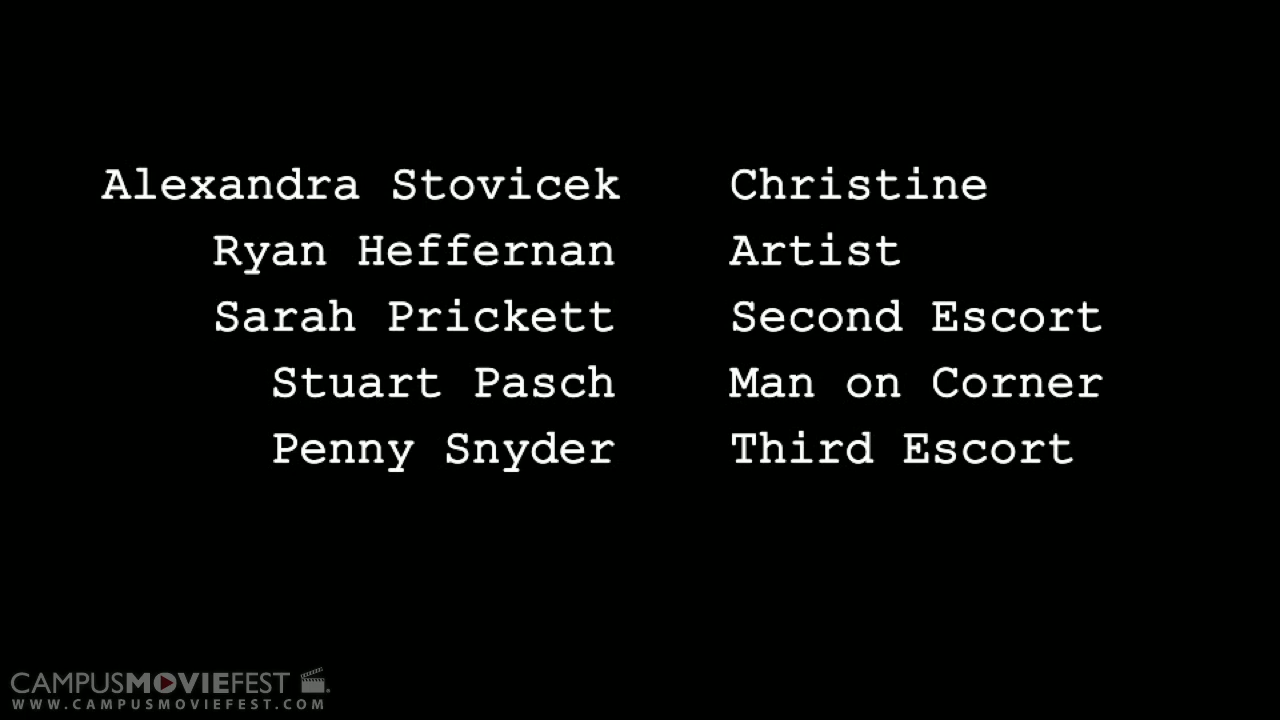 Alexandra Stovicek Christine
Ryan Heffernan Artist
Sarah Prickett Second Escort
Stuart Pasch Man on Corner
Penny Snyder Third Escort
CAMPUSMOVIEFEST
WWW.CAMPUSMOVIEFEST.COM